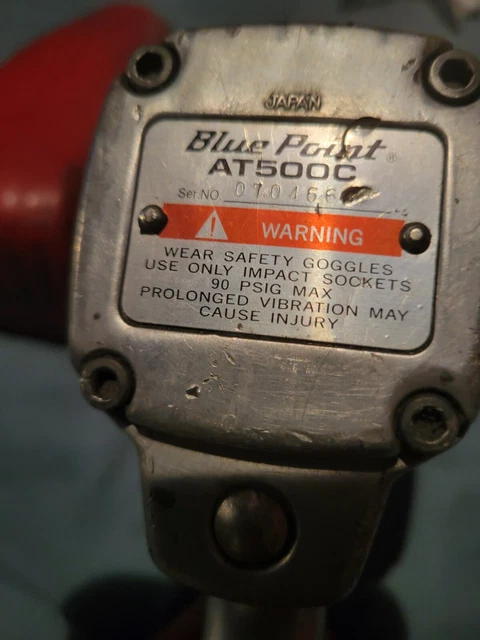 JAPAN
Blue Point®
AT500C
Ser.NO. 070466
WARNING
WEAR SAFETY GOGGLES
USE ONLY IMPACT SOCKETS
90 PSIG MAX
PROLONGED VIBRATION MAY
CAUSE INJURY